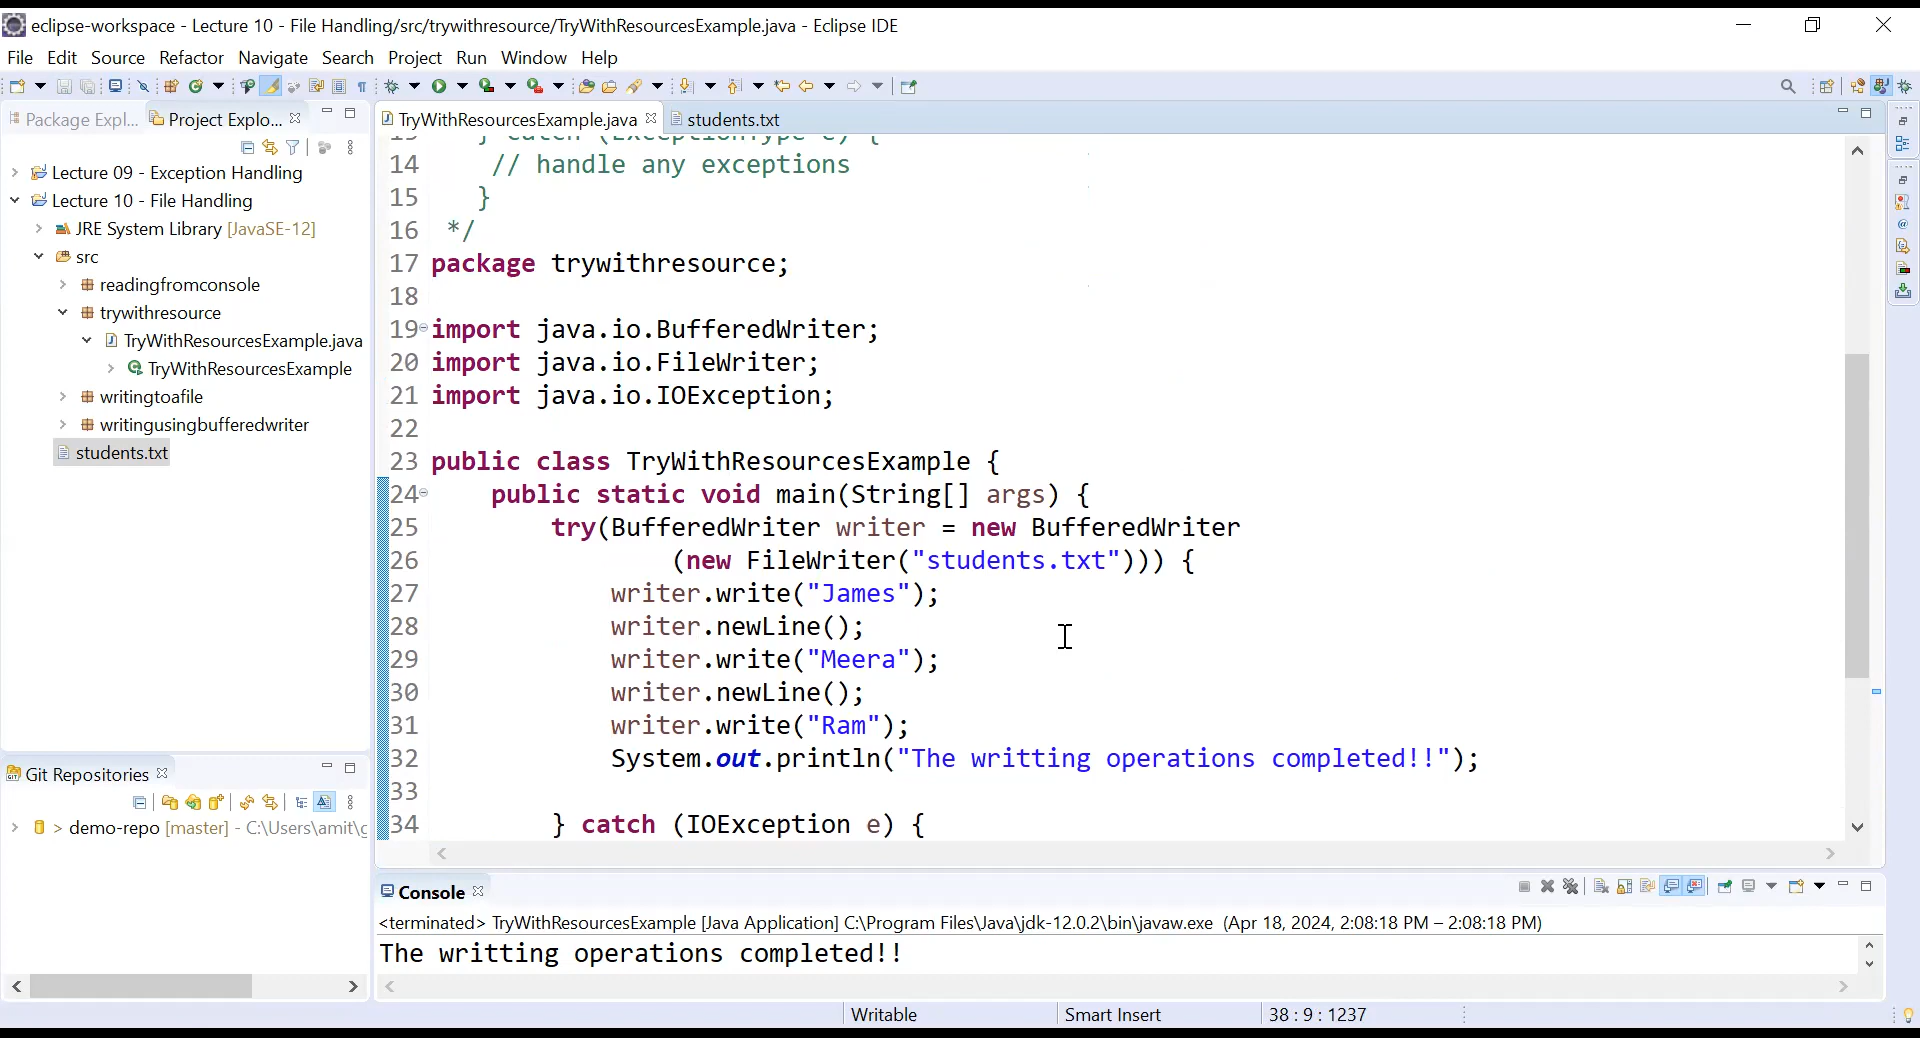 eclipse-workspace - Lecture 10 - File Handling/src/trywithresource/TryWithResourcesExample.java - Eclipse IDE
File Edit Source Refactor Navigate Search Project Run Window Help
Package Expl... Project Explo...
Lecture 09 - Exception Handling
Lecture 10 - File Handling
JRE System Library [JavaSE-12]
src
readingfromconsole
trywithresource
TryWithResourcesExample.java
TryWithResourcesExample
writingtoafile
writingusingbufferedwriter
students.txt
Git Repositories
> demo-repo [master] - C:\Users\amit\g
TryWithResourcesExample.java students.txt
13 } catch (ExceptionType e) {
14 // handle any exceptions
15 }
16 */
17 package trywithresource;
18
19 import java.io.BufferedWriter;
20 import java.io.FileWriter;
21 import java.io.IOException;
22
23 public class TryWithResourcesExample {
24 public static void main(String[] args) {
25 try(BufferedWriter writer = new BufferedWriter
26 (new FileWriter("students.txt"))) {
27 writer.write("James");
28 writer.newLine();
29 writer.write("Meera");
30 writer.newLine();
31 writer.write("Ram");
32 System.out.println("The writting operations completed!!");
33
34 } catch (IOException e) {
Console
<terminated> TryWithResourcesExample [Java Application] C:\Program Files\Java\jdk-12.0.2\bin\javaw.exe (Apr 18, 2024, 2:08:18 PM – 2:08:18 PM)
The writting operations completed!!
Writable Smart Insert 38 : 9 : 1237